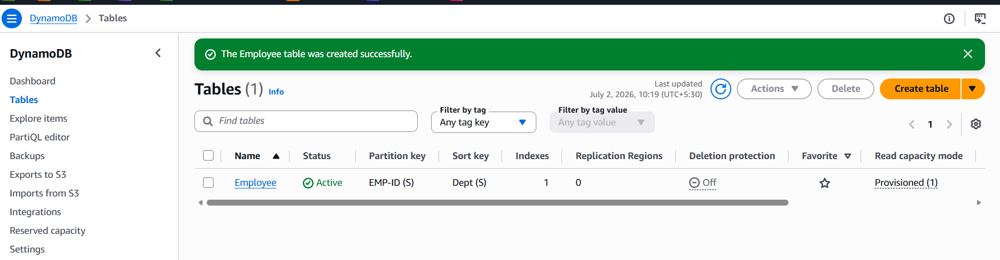 DynamoDB > Tables
DynamoDB
Dashboard
Tables
Explore items
PartiQL editor
Backups
Exports to S3
Imports from S3
Integrations
Reserved capacity
Settings
The Employee table was created successfully.
Tables (1) Info
Last updated
July 2, 2026, 10:19 (UTC+5:30)
Actions
Delete
Create table
Find tables
Filter by tag
Any tag key
Filter by tag value
Any tag value
1
Name Status Partition key Sort key Indexes Replication Regions Deletion protection Favorite Read capacity mode
Employee Active EMP-ID (S) Dept (S) 1 0 Off Provisioned (1)